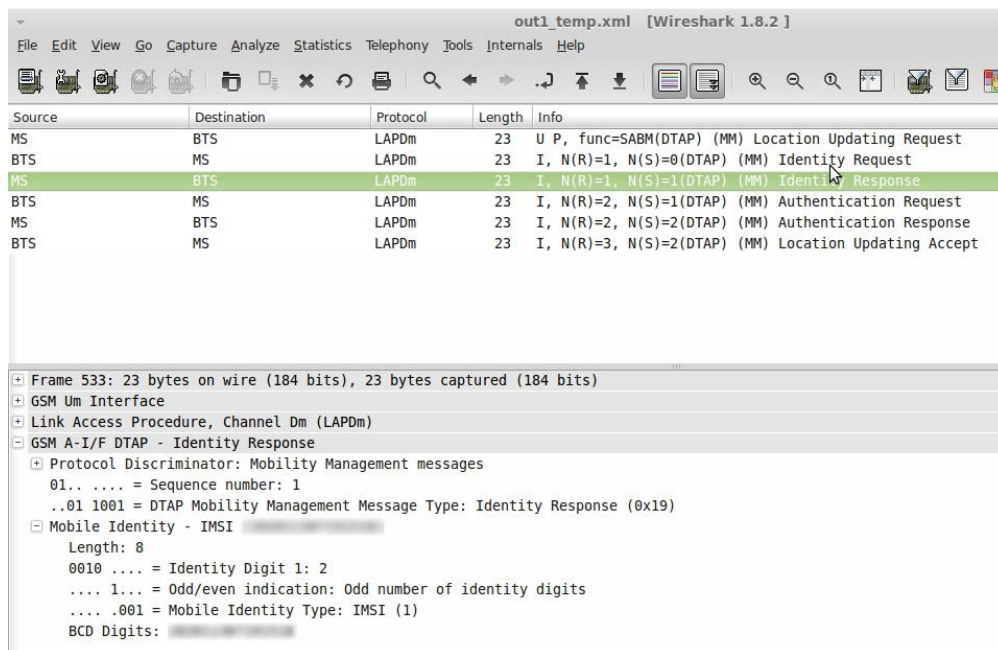 out1_temp.xml [Wireshark 1.8.2 ]
File Edit View Go Capture Analyze Statistics Telephony Tools Internals Help
Source Destination Protocol Length Info
MS BTS LAPDm 23 U P, func=SABM(DTAP) (MM) Location Updating Request
BTS MS LAPDm 23 I, N(R)=1, N(S)=0(DTAP) (MM) Identity Request
MS BTS LAPDm 23 I, N(R)=1, N(S)=1(DTAP) (MM) Identity Response
BTS MS LAPDm 23 I, N(R)=2, N(S)=1(DTAP) (MM) Authentication Request
MS BTS LAPDm 23 I, N(R)=2, N(S)=2(DTAP) (MM) Authentication Response
BTS MS LAPDm 23 I, N(R)=3, N(S)=2(DTAP) (MM) Location Updating Accept
Frame 533: 23 bytes on wire (184 bits), 23 bytes captured (184 bits)
GSM Um Interface
Link Access Procedure, Channel Dm (LAPDm)
GSM A-I/F DTAP - Identity Response
Protocol Discriminator: Mobility Management messages
01.. .... = Sequence number: 1
..01 1001 = DTAP Mobility Management Message Type: Identity Response (0x19)
Mobile Identity - IMSI
Length: 8
0010 .... = Identity Digit 1: 2
.... 1... = Odd/even indication: Odd number of identity digits
.... .001 = Mobile Identity Type: IMSI (1)
BCD Digits: